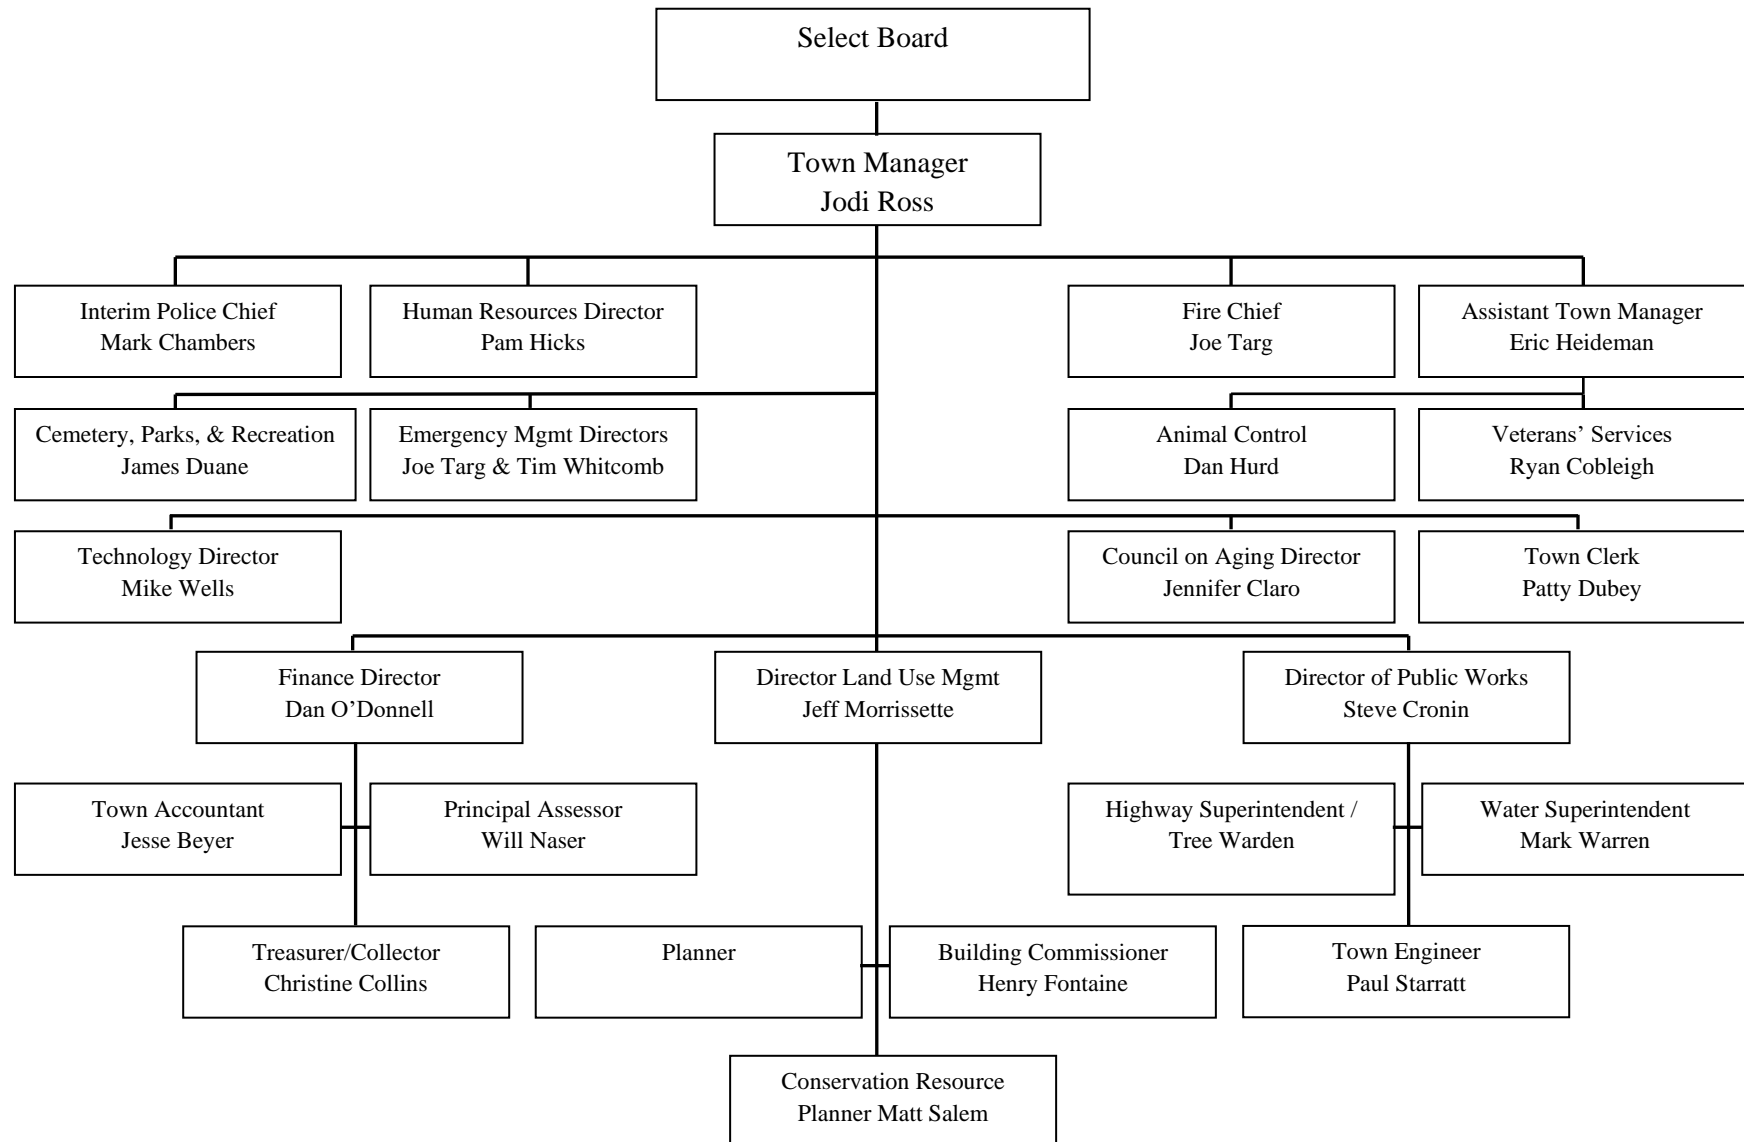 Select Board
Town Manager
Jodi Ross
Interim Police Chief
Mark Chambers
Human Resources Director
Pam Hicks
Fire Chief
Joe Targ
Assistant Town Manager
Eric Heideman
Cemetery, Parks, & Recreation
James Duane
Emergency Mgmt Directors
Joe Targ & Tim Whitcomb
Animal Control
Dan Hurd
Veterans’ Services
Ryan Cobleigh
Technology Director
Mike Wells
Council on Aging Director
Jennifer Claro
Town Clerk
Patty Dubey
Finance Director
Dan O’Donnell
Director Land Use Mgmt
Jeff Morrissette
Director of Public Works
Steve Cronin
Town Accountant
Jesse Beyer
Principal Assessor
Will Naser
Highway Superintendent /
Tree Warden
Water Superintendent
Mark Warren
Treasurer/Collector
Christine Collins
Planner
Building Commissioner
Henry Fontaine
Town Engineer
Paul Starratt
Conservation Resource
Planner Matt Salem